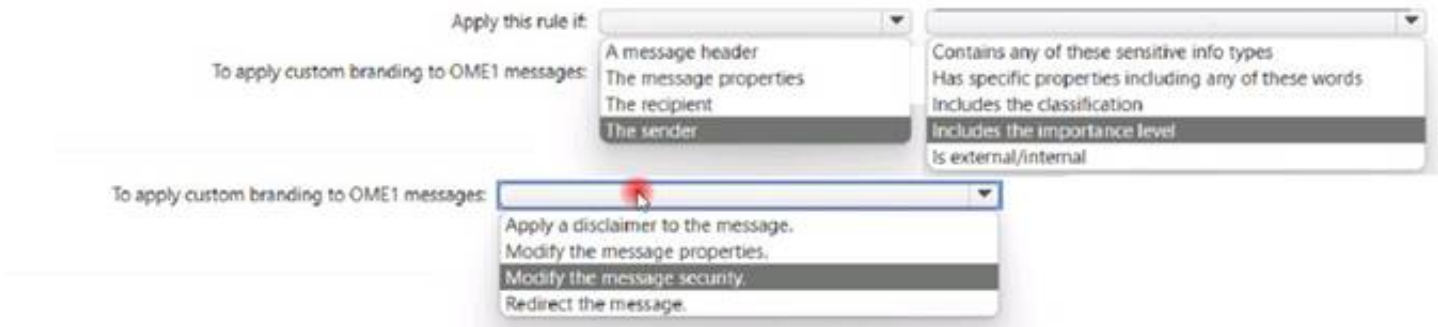 Apply this rule if:
A message header
The message properties
The recipient
The sender
Contains any of these sensitive info types
Has specific properties including any of these words
Includes the classification
Includes the importance level
Is external/internal
To apply custom branding to OME1 messages:
To apply custom branding to OME1 messages:
Apply a disclaimer to the message.
Modify the message properties.
Modify the message security.
Redirect the message.